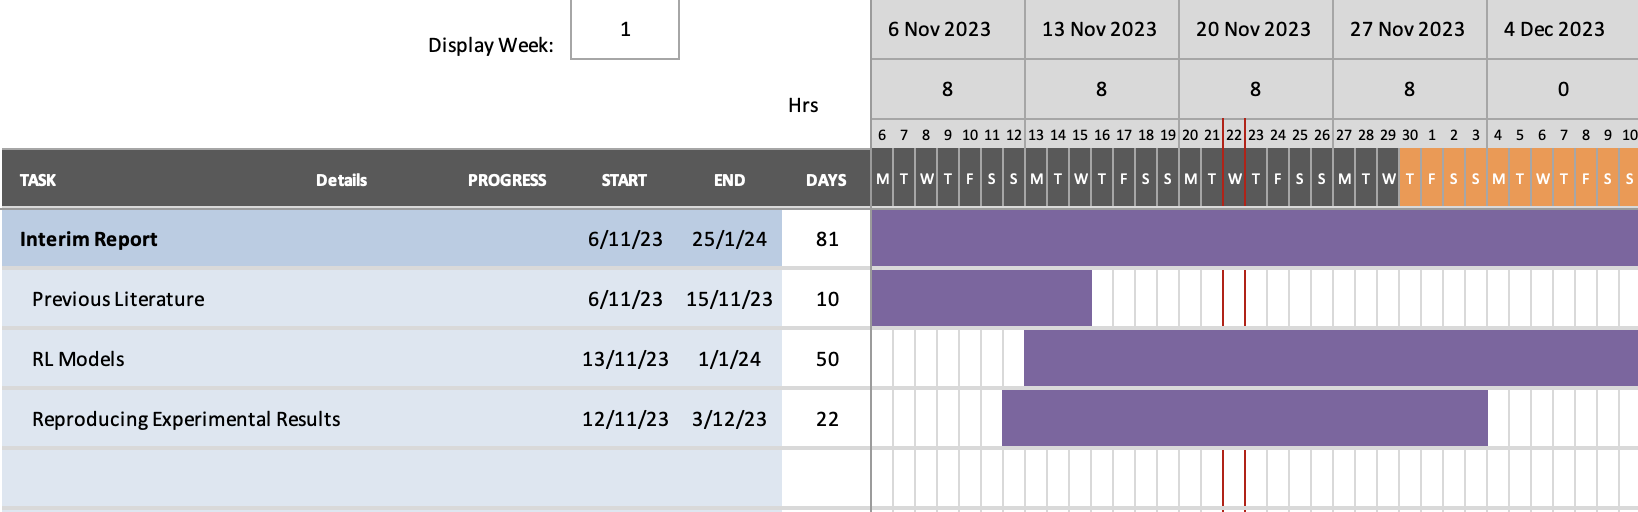 6 Nov 2023 13 Nov 2023 20 Nov 2023 27 Nov 2023 4 Dec 2023
Display Week: 1
8 8 8 8 0
Hrs
6 7 8 9 10 11 12 13 14 15 16 17 18 19 20 21 22 23 24 25 26 27 28 29 30 1 2 3 4 5 6 7 8 9 10
TASK Details PROGRESS START END DAYS M T W T F S S M T W T F S S M T W T F S S M T W T F S S M T W T F S S
Interim Report 6/11/23 25/1/24 81
Previous Literature 6/11/23 15/11/23 10
RL Models 13/11/23 1/1/24 50
Reproducing Experimental Results 12/11/23 3/12/23 22